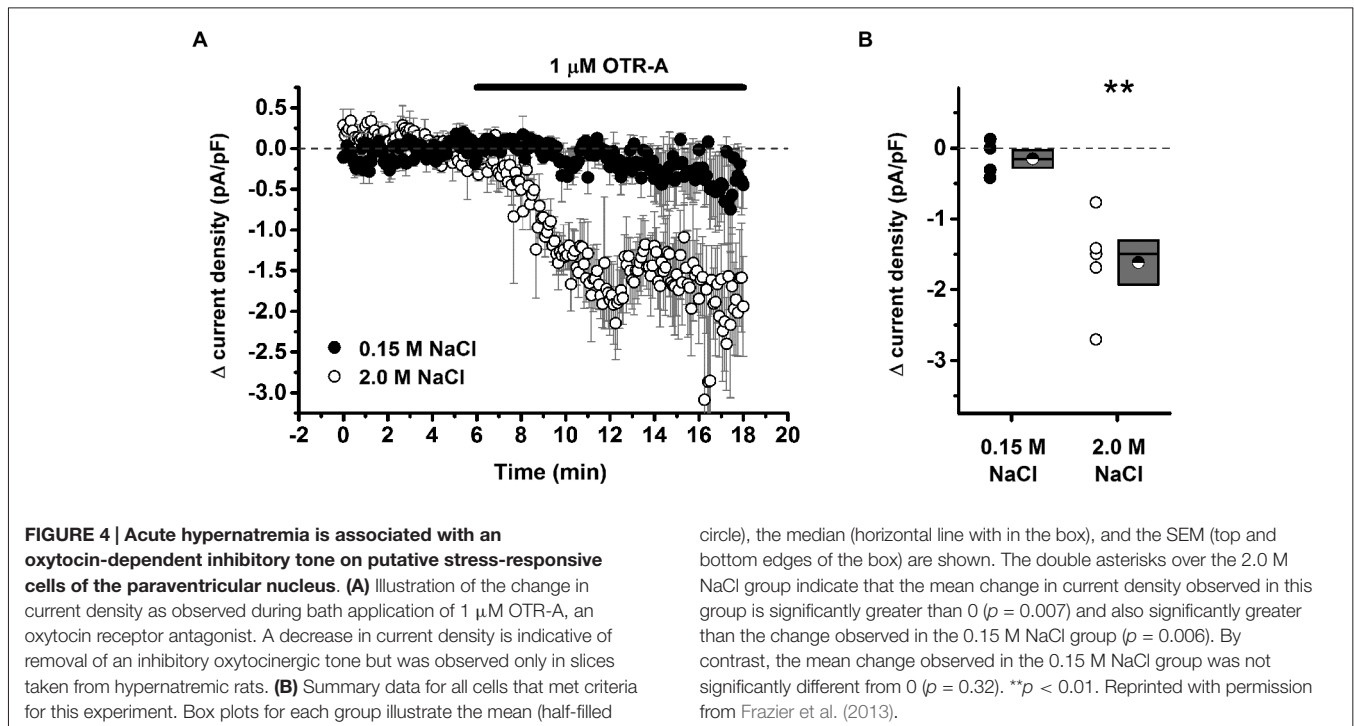 A
1 μM OTR-A
Δ current density (pA/pF)
0.5
0.0
-0.5
-1.0
-1.5
-2.0
-2.5
-3.0
0.15 M NaCl
2.0 M NaCl
-2 0 2 4 6 8 10 12 14 16 18 20
Time (min)
B
**
Δ current density (pA/pF)
0
-1
-2
-3
0.15 M
NaCl
2.0 M
NaCl
FIGURE 4 | Acute hypernatremia is associated with an
oxytocin-dependent inhibitory tone on putative stress-responsive
cells of the paraventricular nucleus. (A) Illustration of the change in
current density as observed during bath application of 1 μM OTR-A, an
oxytocin receptor antagonist. A decrease in current density is indicative of
removal of an inhibitory oxytocinergic tone but was observed only in slices
taken from hypernatremic rats. (B) Summary data for all cells that met criteria
for this experiment. Box plots for each group illustrate the mean (half-filled
circle), the median (horizontal line with in the box), and the SEM (top and
bottom edges of the box) are shown. The double asterisks over the 2.0 M
NaCl group indicate that the mean change in current density observed in this
group is significantly greater than 0 (p = 0.007) and also significantly greater
than the change observed in the 0.15 M NaCl group (p = 0.006). By
contrast, the mean change observed in the 0.15 M NaCl group was not
significantly different from 0 (p = 0.32). **p < 0.01. Reprinted with permission
from Frazier et al. (2013).